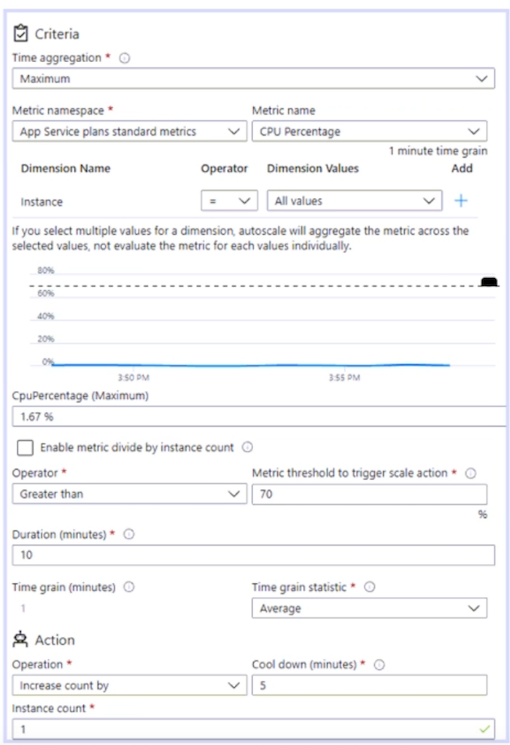 Criteria
Time aggregation *
Maximum
Metric namespace * Metric name
App Service plans standard metrics CPU Percentage
1 minute time grain
Dimension Name Operator Dimension Values Add
Instance = All values +
If you select multiple values for a dimension, autoscale will aggregate the metric across the
selected values, not evaluate the metric for each values individually.
80%
60%
40%
20%
0%
3:50 PM 3:55 PM
CpuPercentage (Maximum)
1.67 %
Enable metric divide by instance count
Operator * Metric threshold to trigger scale action *
Greater than 70
%
Duration (minutes) *
10
Time grain (minutes) Time grain statistic *
1 Average
Action
Operation * Cool down (minutes) *
Increase count by 5
Instance count *
1